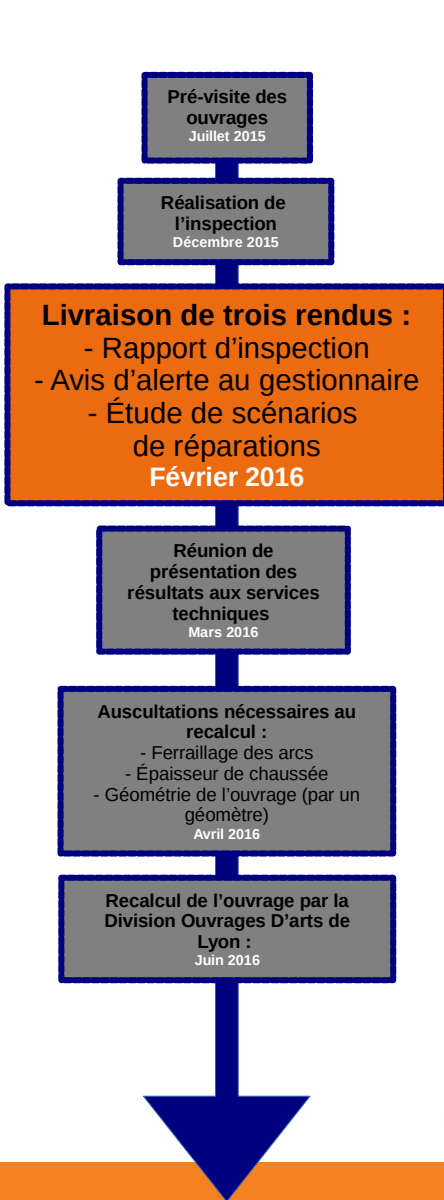 Pré-visite des
ouvrages
Juillet 2015
Réalisation de
l’inspection
Décembre 2015
Livraison de trois rendus :
- Rapport d’inspection
- Avis d’alerte au gestionnaire
- Étude de scénarios
de réparations
Février 2016
Réunion de
présentation des
résultats aux services
techniques
Mars 2016
Auscultations nécessaires au
recalcul :
- Ferraillage des arcs
- Épaisseur de chaussée
- Géométrie de l’ouvrage (par un
géomètre)
Avril 2016
Recalcul de l’ouvrage par la
Division Ouvrages D’arts de
Lyon :
Juin 2016